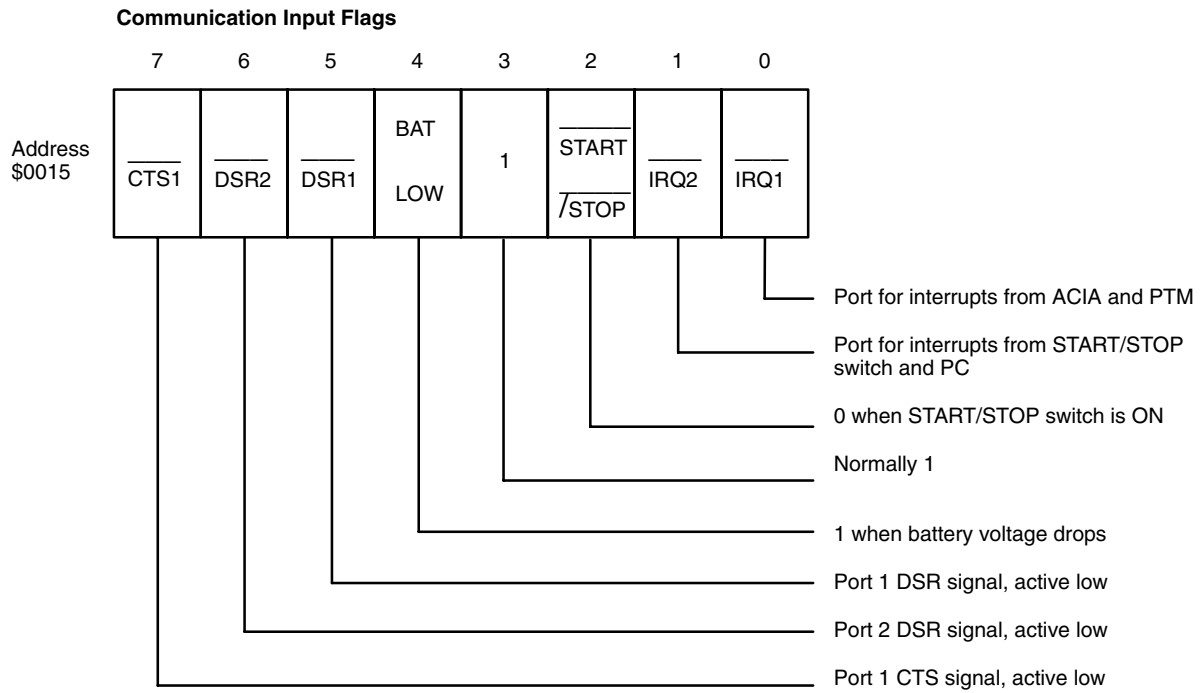 Communication Input Flags
7 6 5 4 3 2 1 0
Address
$0015
CTS1
DSR2
DSR1
BAT
LOW
1
START
/STOP
IRQ2
IRQ1
Port for interrupts from ACIA and PTM
Port for interrupts from START/STOP
switch and PC
0 when START/STOP switch is ON
Normally 1
1 when battery voltage drops
Port 1 DSR signal, active low
Port 2 DSR signal, active low
Port 1 CTS signal, active low